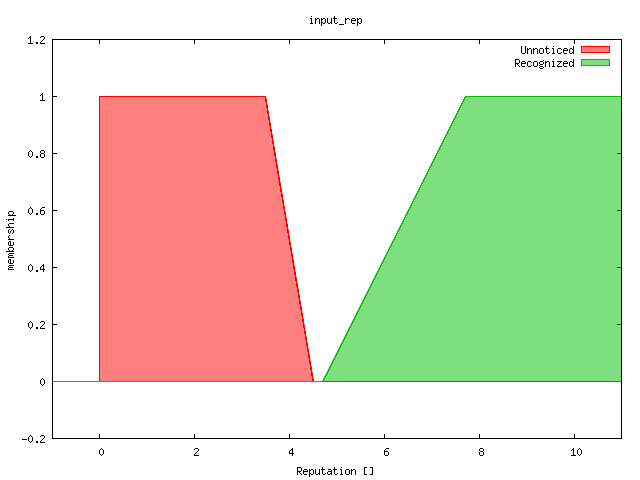 input_rep
1.2
Unnoticed
Recognized
1
0.8
0.6
membership
0.4
0.2
0
-0.2
0 2 4 6 8 10
Reputation []